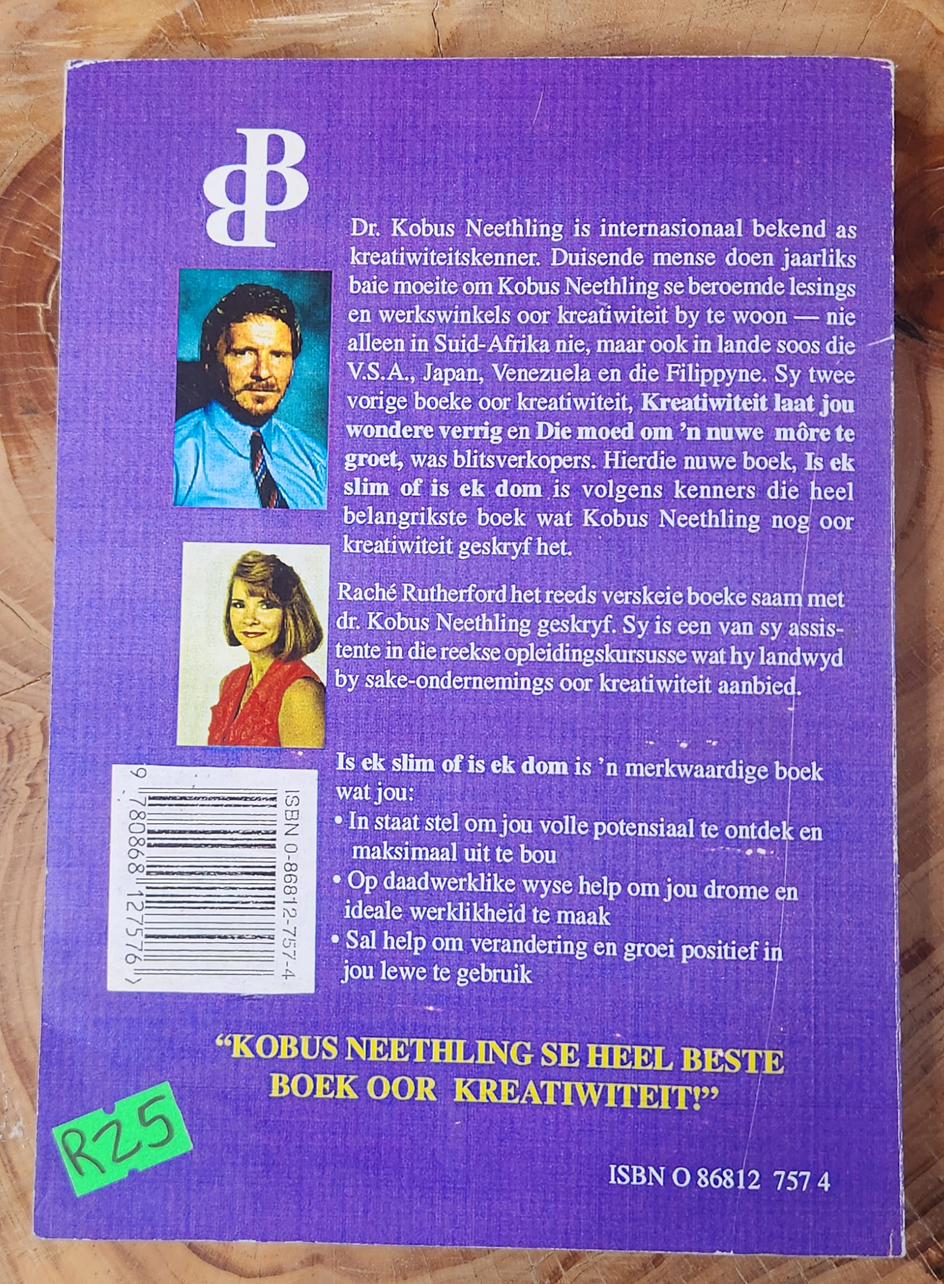 Dr. Kobus Neethling is internasionaal bekend as
kreatiwiteitskenner. Duisende mense doen jaarliks
baie moeite om Kobus Neethling se beroemde lesings
en werkswinkels oor kreatiwiteit by te woon — nie
alleen in Suid-Afrika nie, maar ook in lande soos die
V.S.A., Japan, Venezuela en die Filippyne. Sy twee
vorige boeke oor kreatiwiteit, Kreatiwiteit laat jou
wondere verrig en Die moed om ’n nuwe môre te
groet, was blitsverkopers. Hierdie nuwe boek, Is ek
slim of is ek dom is volgens kenners die heel
belangrikste boek wat Kobus Neethling nog oor
kreatiwiteit geskryf het.
Raché Rutherford het reeds verskeie boeke saam met
dr. Kobus Neethling geskryf. Sy is een van sy assis-
tente in die reekse opleidingskursusse wat hy landwyd
by sake-ondernemings oor kreatiwiteit aanbied.
Is ek slim of is ek dom is ’n merkwaardige boek
wat jou:
• In staat stel om jou volle potensiaal te ontdek en
maksimaal uit te bou
• Op daadwerklike wyse help om jou drome en
ideale werklikheid te maak
• Sal help om verandering en groei positief in
jou lewe te gebruik
ISBN 0-86812-757-4
9 780868 127576 >
“KOBUS NEETHLING SE HEEL BESTE
BOEK OOR KREATIWITEIT!”
R25
ISBN O 86812 757 4